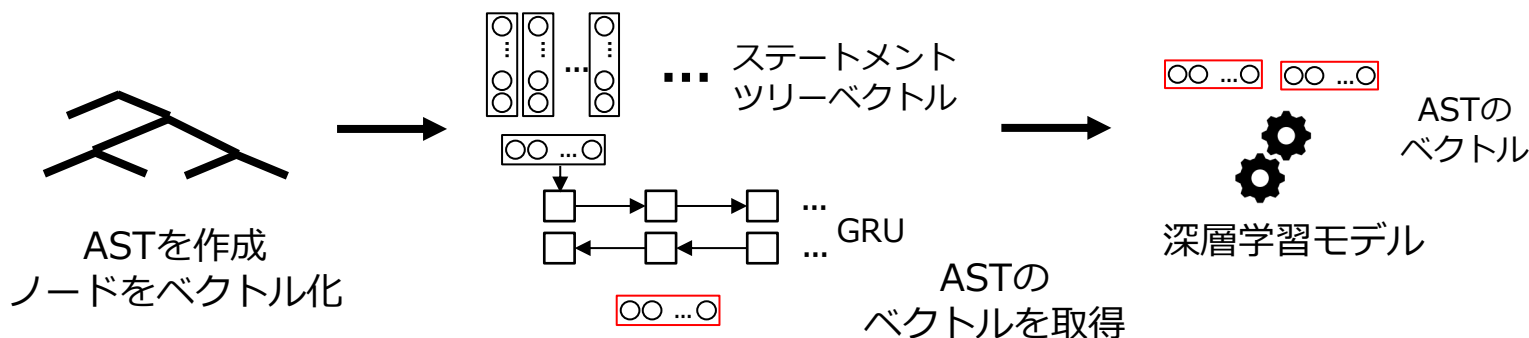 ASTを作成
ノードをベクトル化
...
...
...
...
ステートメント
ツリーベクトル
...
...
...
GRU
...
ASTの
ベクトルを取得
...
...
ASTの
ベクトル
深層学習モデル